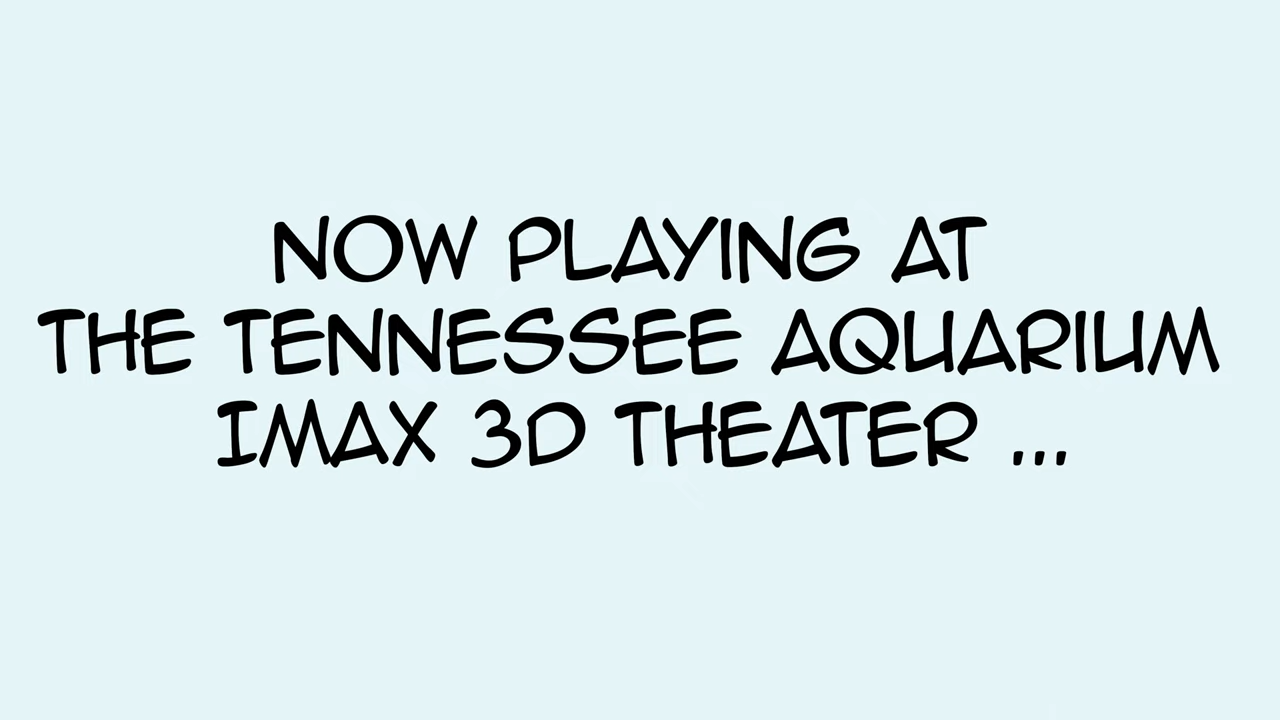 NOW PLAYING AT
THE TENNESSEE AQUARIUM
IMAX 3D THEATER ...